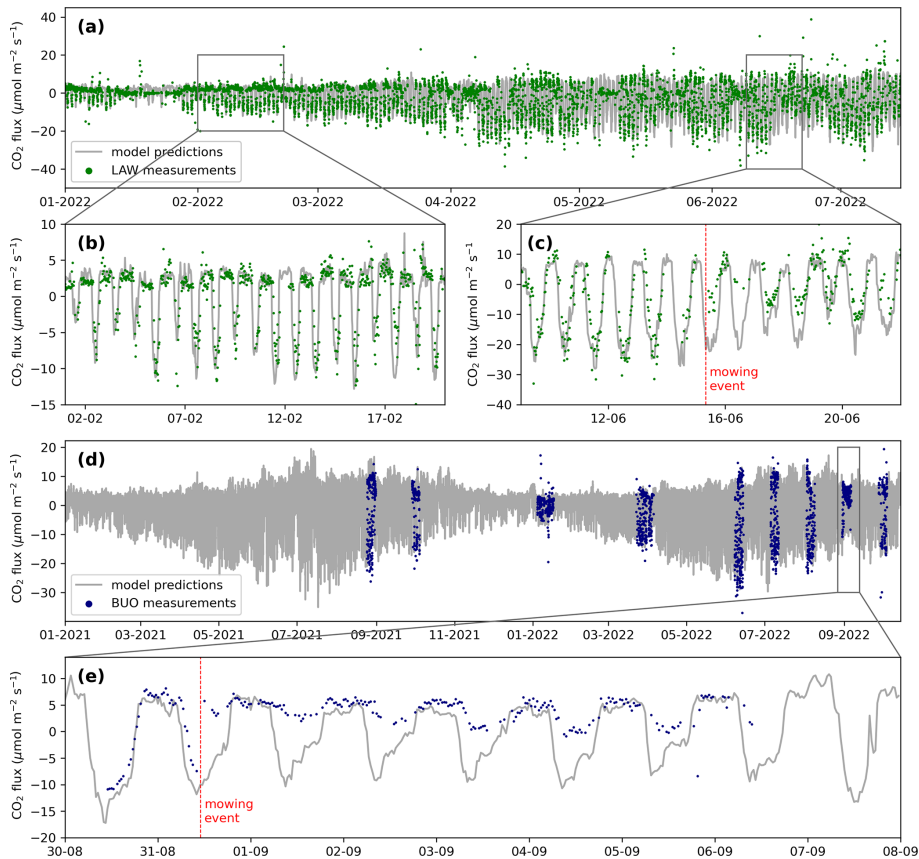 (a)
CO₂ flux (μmol m⁻² s⁻¹)
40
20
0
−20
−40
model predictions
LAW measurements
01-2022 02-2022 03-2022 04-2022 05-2022 06-2022 07-2022
(b)
CO₂ flux (μmol m⁻² s⁻¹)
10
5
0
−5
−10
−15
02-02 07-02 12-02 17-02
(c)
CO₂ flux (μmol m⁻² s⁻¹
20
10
0
−10
−20
−30
−40
mowing
event
12-06 16-06 20-06
(d)
CO₂ flux (μmol m⁻² s⁻¹)
20
10
0
−10
−20
−30
model predictions
BUO measurements
01-2021 03-2021 05-2021 07-2021 09-2021 11-2021 01-2022 03-2022 05-2022 07-2022 09-2022
(e)
CO₂ flux (μmol m⁻² s⁻¹)
10
5
0
−5
−10
−15
−20
mowing
event
30-08 31-08 01-09 02-09 03-09 04-09 05-09 06-09 07-09 08-09